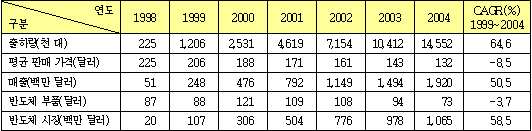 연도
구분 1998 1999 2000 2001 2002 2003 2004 CAGR(%) 1999~2004
출하량(천 대) 225 1,206 2,531 4,619 7,154 10,412 14,552 64,6
평균 판매 가격(달러) 225 206 188 171 161 143 132 -8,5
매출(백만 달러) 51 248 476 792 1,149 1,494 1,920 50,5
반도체 부품(달러) 87 88 121 109 108 94 73 -3,7
반도체 시장(백만 달러) 20 107 306 504 776 978 1,065 58,5